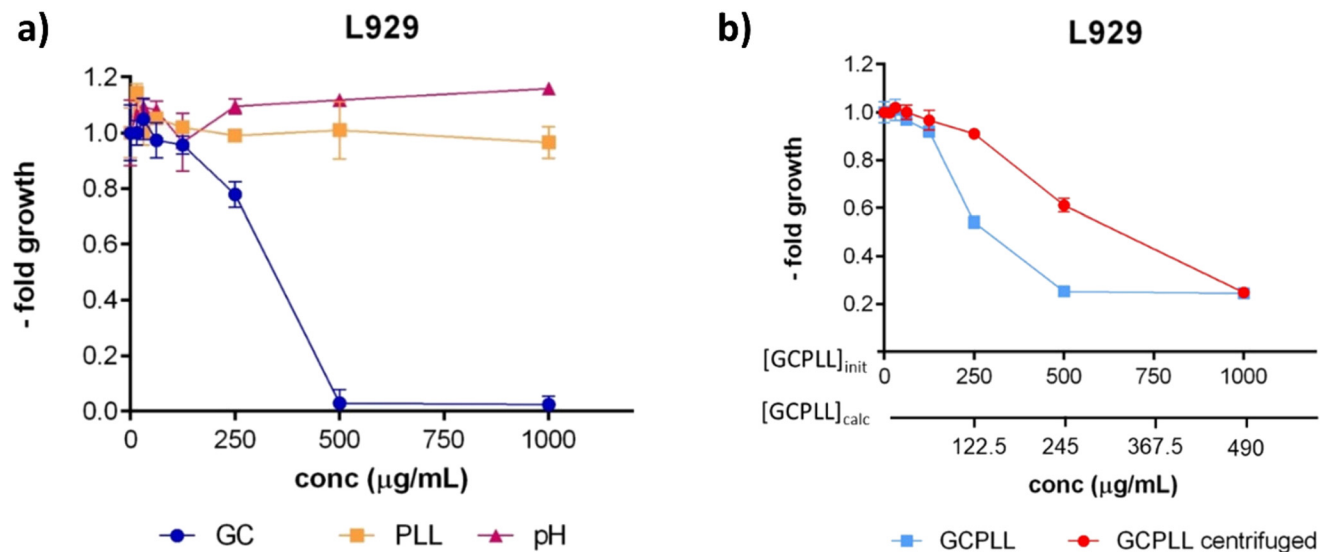 a)
L929
1.2
1.0
0.8
0.6
0.4
0.2
0.0
- fold growth
0 250 500 750 1000
conc (μg/mL)
GC PLL pH
b)
L929
1.2
1.0
0.8
0.6
0.4
0.2
- fold growth
[GCPLL]init
0 250 500 750 1000
[GCPLL]calc
122.5 245 367.5 490
conc (μg/mL)
GCPLL GCPLL centrifuged